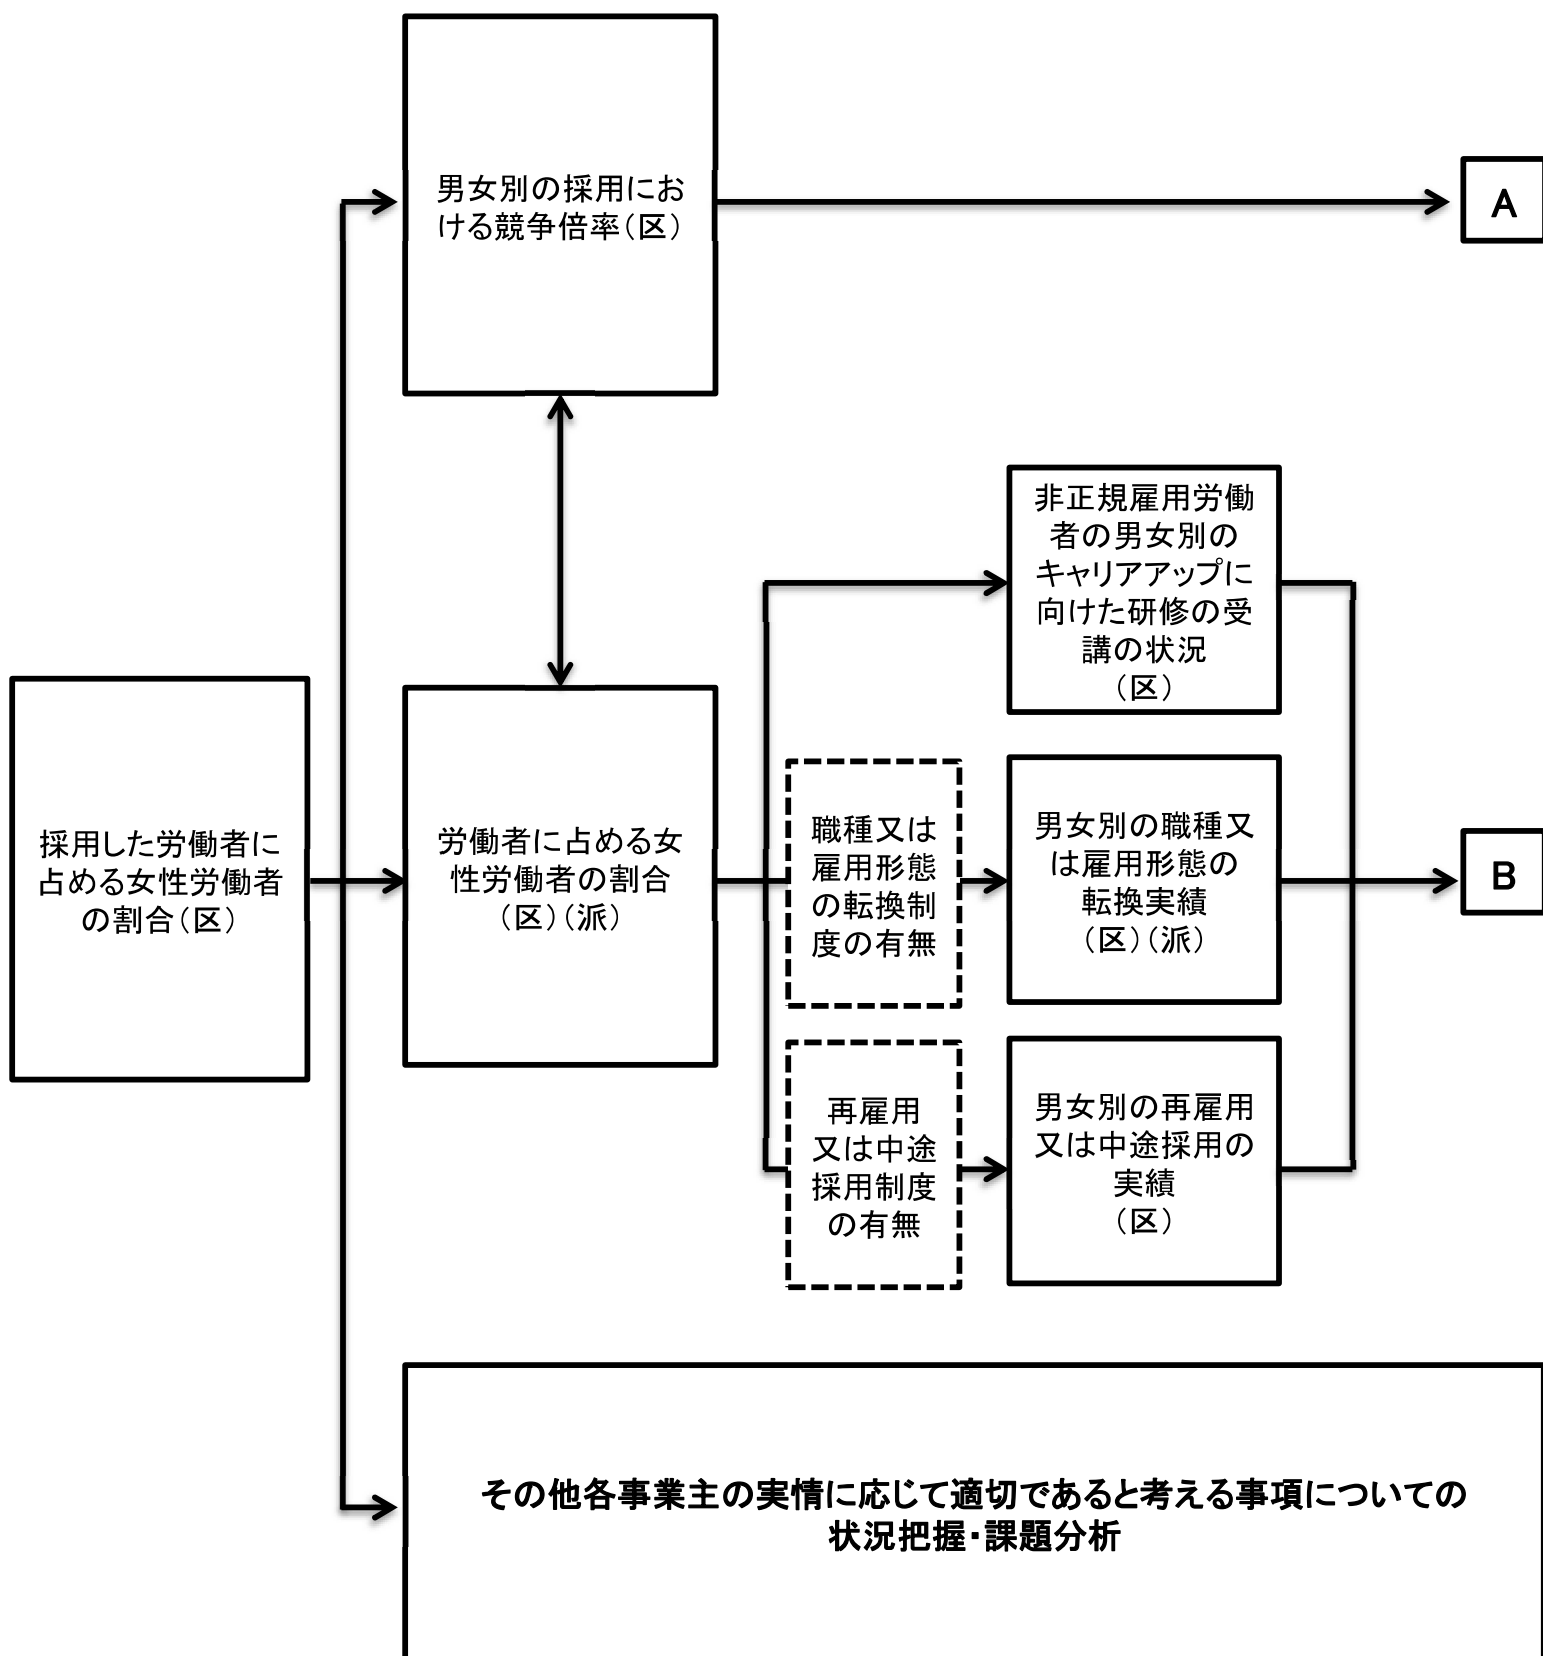 男女別の採用にお
ける競争倍率(区)
A
非正規雇用労働
者の男女別の
キャリアアップに
向けた研修の受
講の状況
(区)
採用した労働者に
占める女性労働者
の割合(区)
労働者に占める女
性労働者の割合
(区)(派)
職種又は
雇用形態
の転換制
度の有無
男女別の職種又
は雇用形態の
転換実績
(区)(派)
B
再雇用
又は中途
採用制度
の有無
男女別の再雇用
又は中途採用の
実績
(区)
その他各事業主の実情に応じて適切であると考える事項についての
状況把握・課題分析